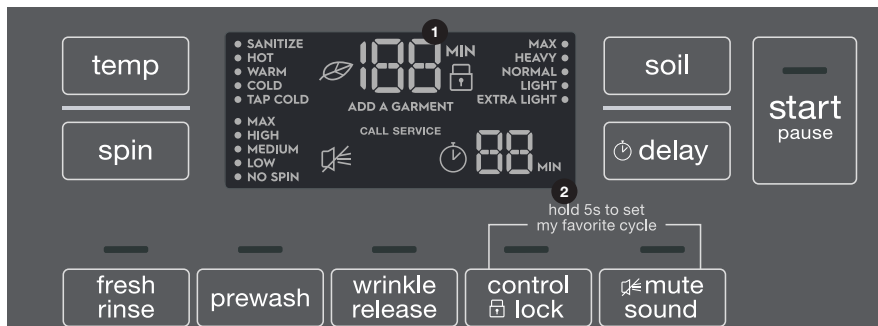 temp
spin
SANITIZE
HOT
WARM
COLD
TAP COLD
MAX
HIGH
MEDIUM
LOW
NO SPIN
1
188 MIN
ADD A GARMENT
CALL SERVICE
88 MIN
2
MAX
HEAVY
NORMAL
LIGHT
EXTRA LIGHT
soil
delay
start
pause
hold 5s to set
my favorite cycle
fresh
rinse
prewash
wrinkle
release
control
lock
mute
sound